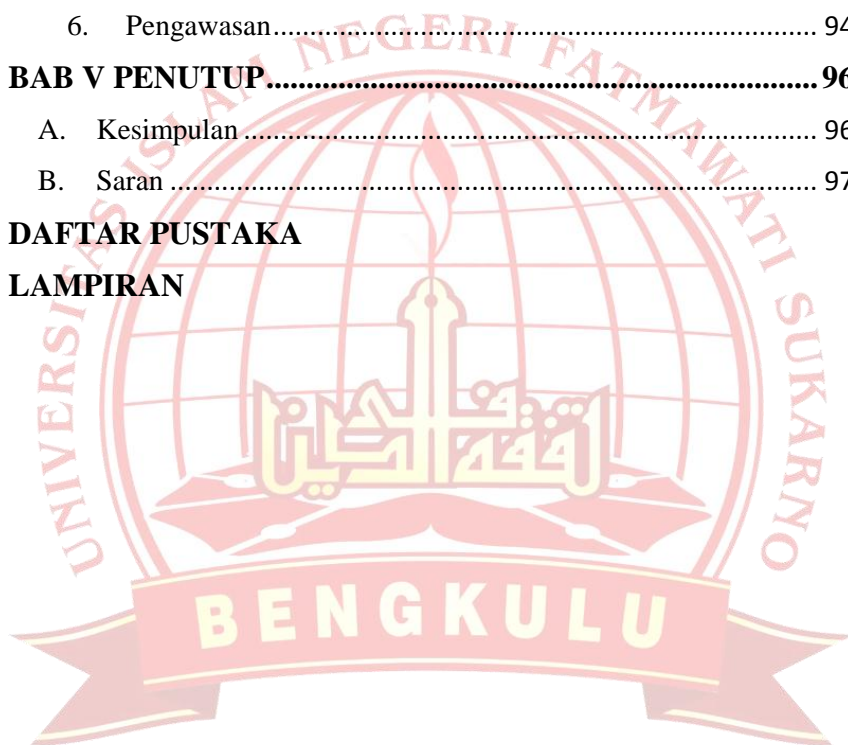 6. Pengawasan.................................................................................. 94
BAB V PENUTUP...................................................................... 96
A. Kesimpulan.................................................................................. 96
B. Saran.................................................................................. 97
DAFTAR PUSTAKA
LAMPIRAN
UNIVERSITAS ISLAM NEGERI FATMAWATI SUKARNO
BENGKULU